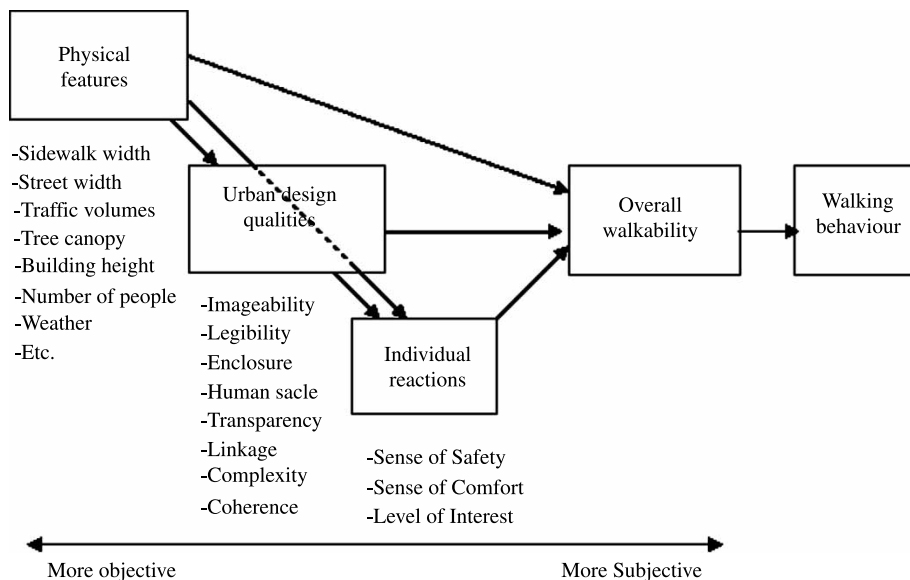 Physical
features
-Sidewalk width
-Street width
-Traffic volumes
-Tree canopy
-Building height
-Number of people
-Weather
-Etc.
Urban design
qualities
-Imageability
-Legibility
-Enclosure
-Human sacle
-Transparency
-Linkage
-Complexity
-Coherence
Individual
reactions
-Sense of Safety
-Sense of Comfort
-Level of Interest
Overall
walkability
Walking
behaviour
More objective
More Subjective